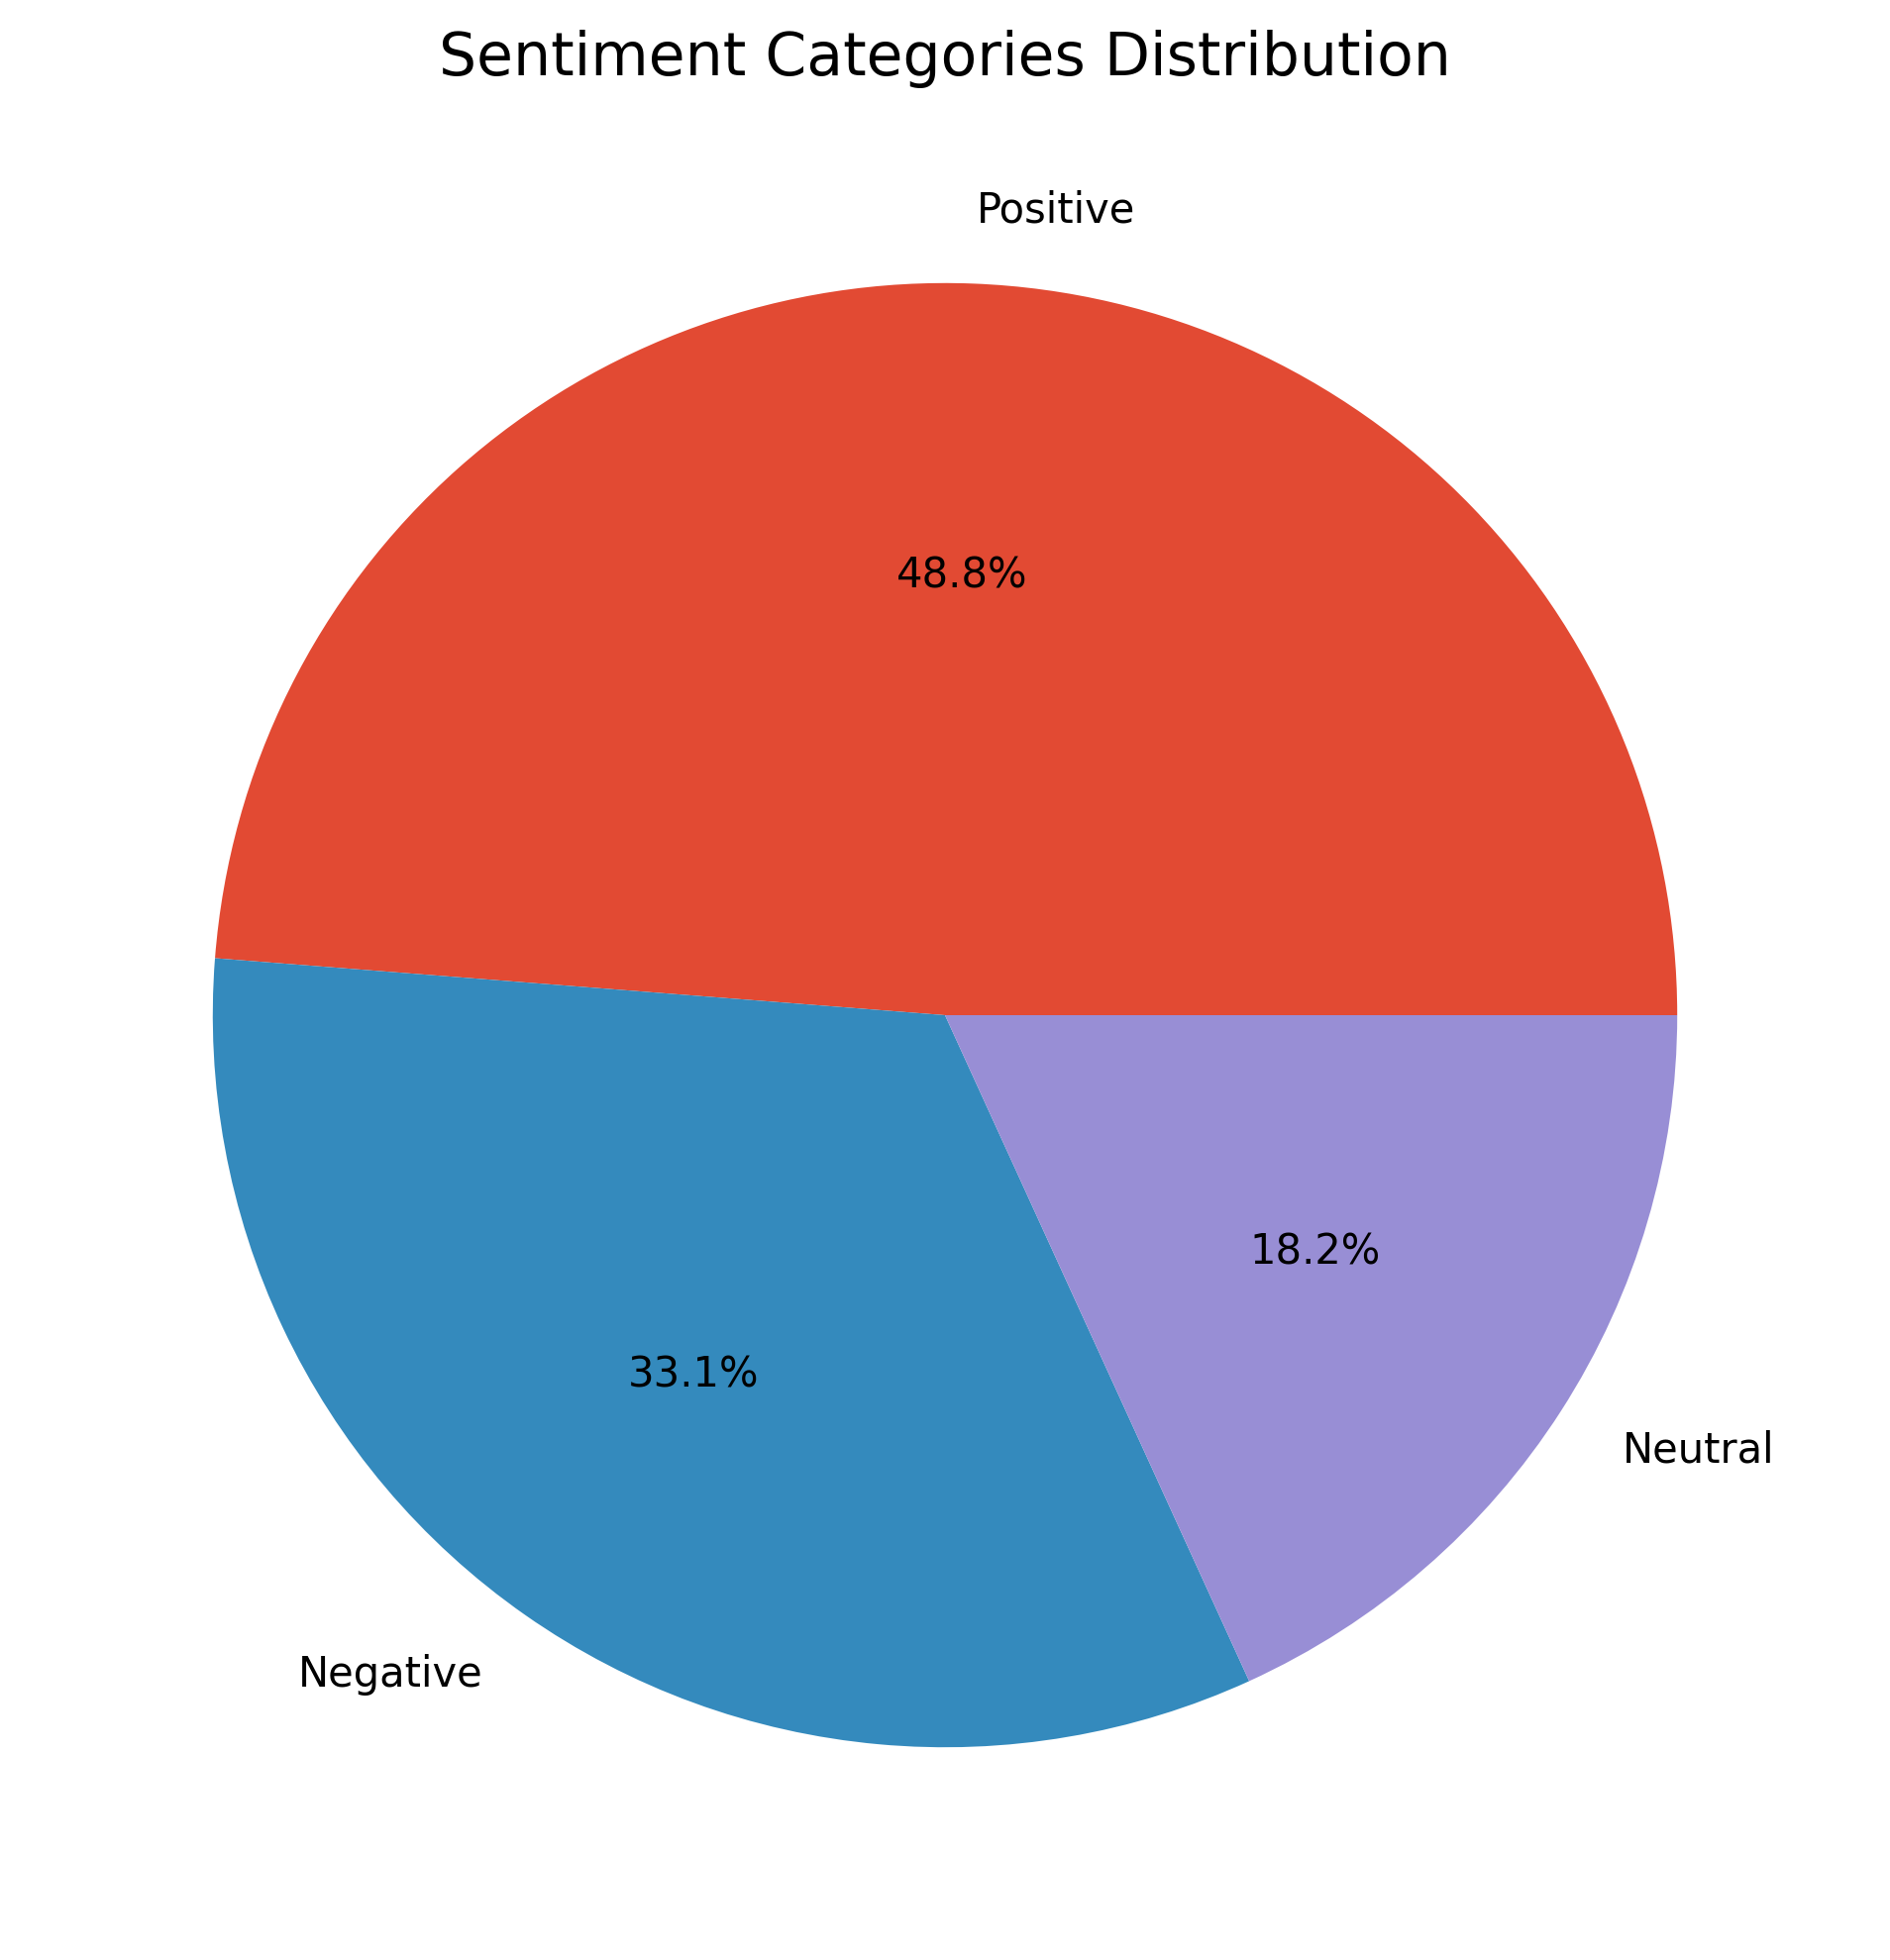 Sentiment Categories Distribution
Positive
48.8%
18.2%
33.1%
Neutral
Negative